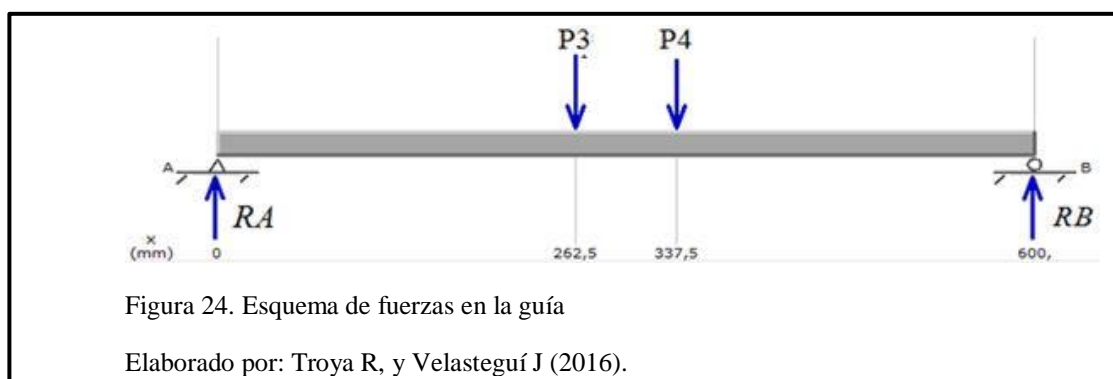 P3 P4
A B
RA RB
x
(mm) 0 262,5 337,5 600,
Figura 24. Esquema de fuerzas en la guía
Elaborado por: Troya R, y Velasteguí J (2016).